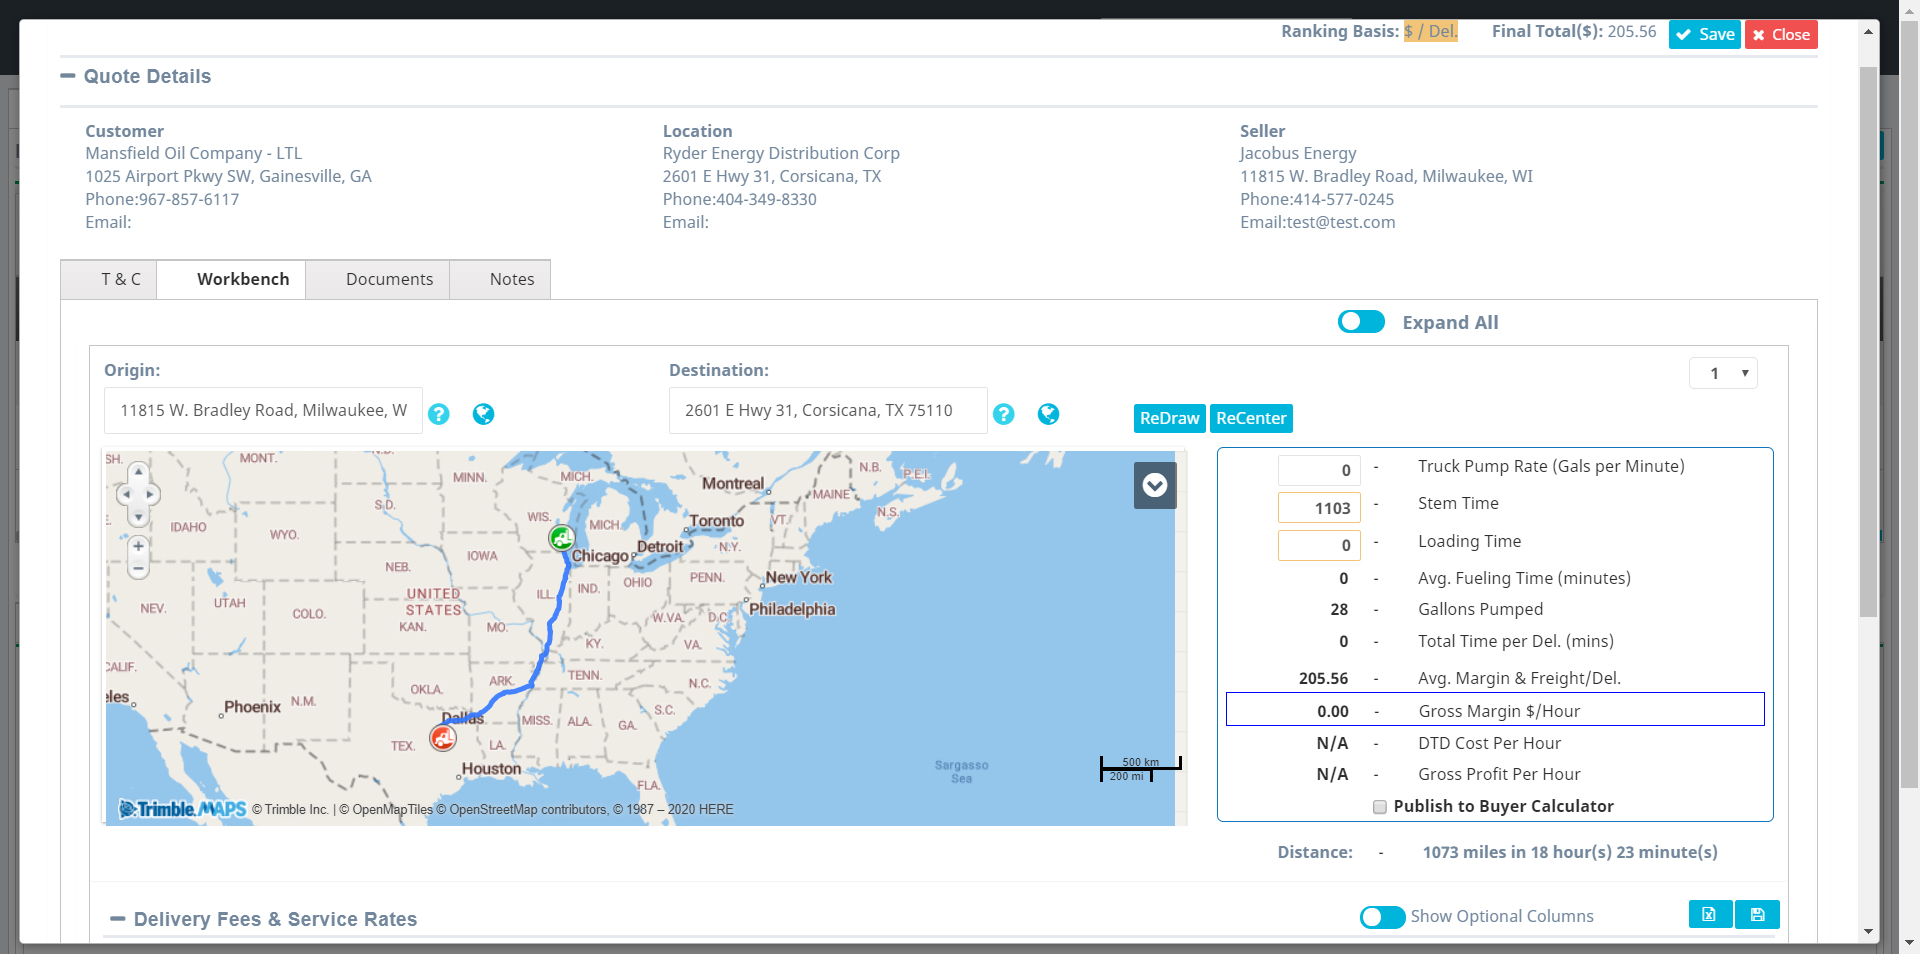 Ranking Basis: $ / Del. Final Total($): 205.56 Save Close
Quote Details
Customer
Mansfield Oil Company - LTL
1025 Airport Pkwy SW, Gainesville, GA
Phone:967-857-6117
Email:
Location
Ryder Energy Distribution Corp
2601 E Hwy 31, Corsicana, TX
Phone:404-349-8330
Email:
Seller
Jacobus Energy
11815 W. Bradley Road, Milwaukee, WI
Phone:414-577-0245
Email:test@test.com
T & C Workbench Documents Notes
Expand All
Origin:
11815 W. Bradley Road, Milwaukee, W
Destination:
2601 E Hwy 31, Corsicana, TX 75110
ReDraw ReCenter
1
SH.
MONT.
N.D.
MINN.
MICH.
Montreal
N.B.
P.E.I.
MAINE
N.S.
IDAHO
S.D.
WIS.
MICH.
Toronto
VT.
WYO.
IOWA
Chicago
Detroit
N.Y.
NEB.
New York
NEV.
UTAH
COLO.
UNITED
STATES
ILL.
IND.
OHIO
PENN.
Philadelphia
KAN.
MO.
KY.
W.VA.
D.C
VA.
CALIF.
N.M.
OKLA.
ARK.
TENN.
N.C.
eles
Phoenix
Dallas
MISS.
ALA.
GA.
S.C.
TEX.
LA.
Houston
FLA.
Sargasso
Sea
500 km
200 mi
Trimble MAPS © Trimble Inc. | © OpenMapTiles © OpenStreetMap contributors, © 1987 – 2020 HERE
0 - Truck Pump Rate (Gals per Minute)
1103 - Stem Time
0 - Loading Time
0 - Avg. Fueling Time (minutes)
28 - Gallons Pumped
0 - Total Time per Del. (mins)
205.56 - Avg. Margin & Freight/Del.
0.00 - Gross Margin $/Hour
N/A - DTD Cost Per Hour
N/A - Gross Profit Per Hour
Publish to Buyer Calculator
Distance: - 1073 miles in 18 hour(s) 23 minute(s)
Delivery Fees & Service Rates
Show Optional Columns